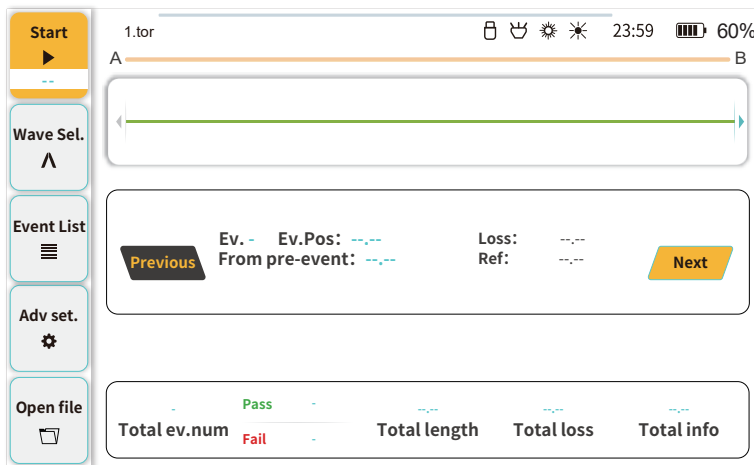 Start
--
Wave Sel.
Event List
Adv set.
Open file
1.tor
23:59
60%
A
B
Ev. -
Ev.Pos: --.--
From pre-event: --.--
Loss: --.--
Ref: --.--
Previous
Next
-
Total ev.num
Pass -
Fail -
--.--
Total length
--.--
Total loss
--.--
Total info